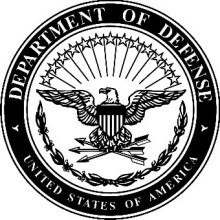 DEPARTMENT OF DEFENSE
UNITED STATES OF AMERICA